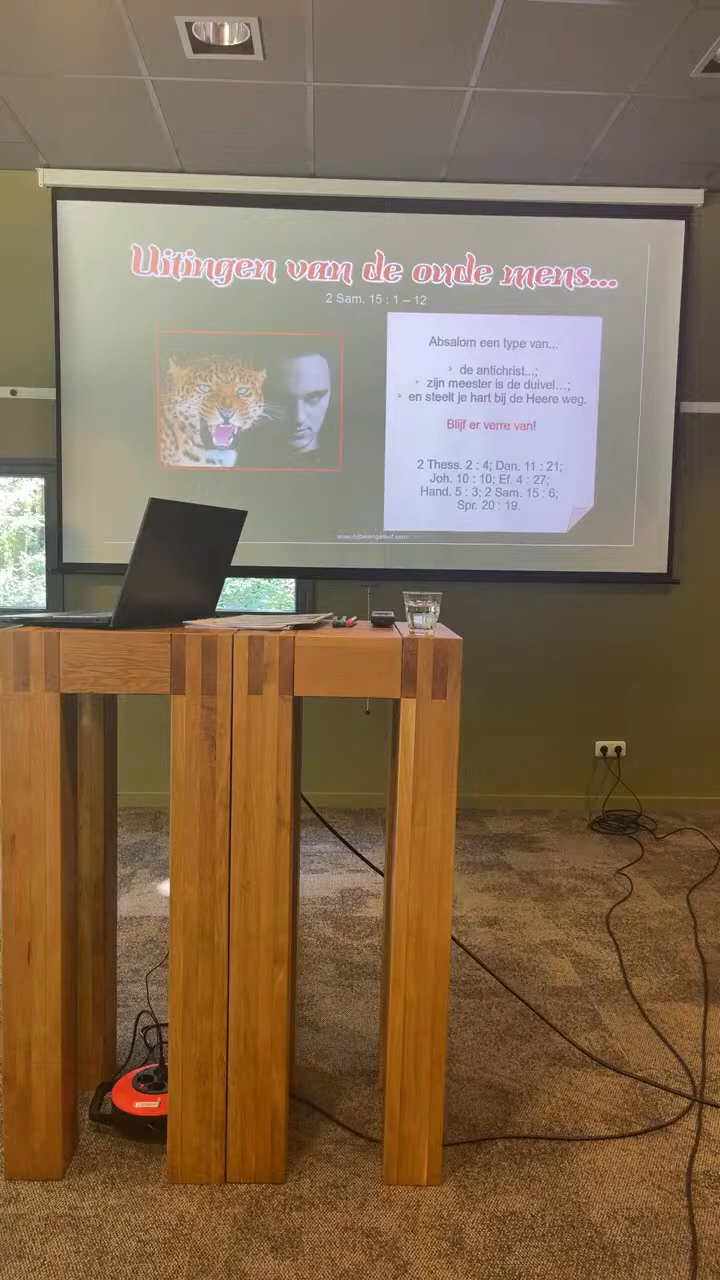 Uitingen van de oude mens...
2 Sam. 15 : 1 – 12
Absalom een type van...
de antichrist...;
zijn meester is de duivel...;
en steelt je hart bij de Heere weg.
Blijf er verre van!
2 Thess. 2 : 4; Dan. 11 : 21;
Joh. 10 : 10; Ef. 4 : 27;
Hand. 5 : 3; 2 Sam. 15 : 6;
Spr. 20 : 19.